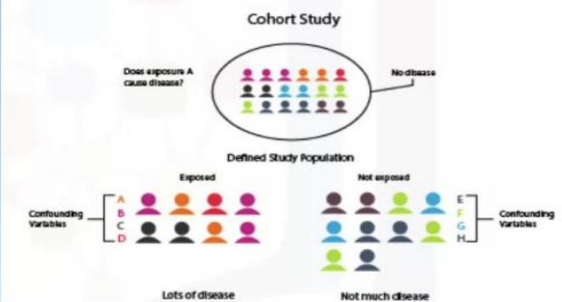 Cohort Study
Does exposure A
cause disease?
No disease
Defined Study Population
Exposed
Not exposed
Confounding
Variables
A
B
C
D
E
F
G
H
Confounding
Variables
Lots of disease
Not much disease